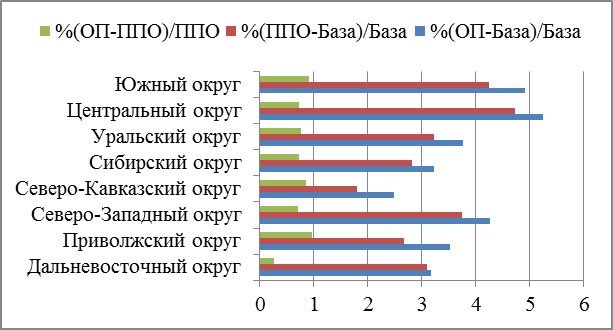 %(ОП-ППО)/ППО %(ППО-База)/База %(ОП-База)/База
Южный округ
Центральный округ
Уральский округ
Сибирский округ
Северо-Кавказский округ
Северо-Западный округ
Приволжский округ
Дальневосточный округ
0 1 2 3 4 5 6